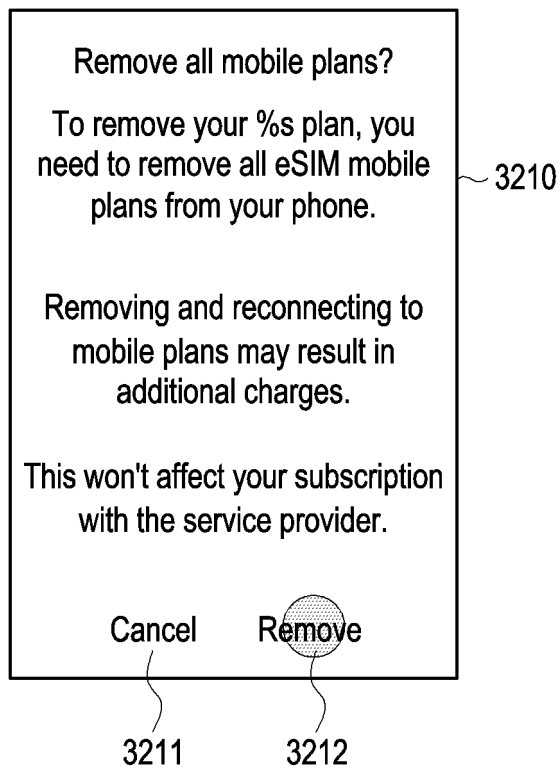 Remove all mobile plans?
To remove your %s plan, you
need to remove all eSIM mobile
plans from your phone.
3210
Removing and reconnecting to
mobile plans may result in
additional charges.
This won't affect your subscription
with the service provider.
Cancel Remove
3211 3212